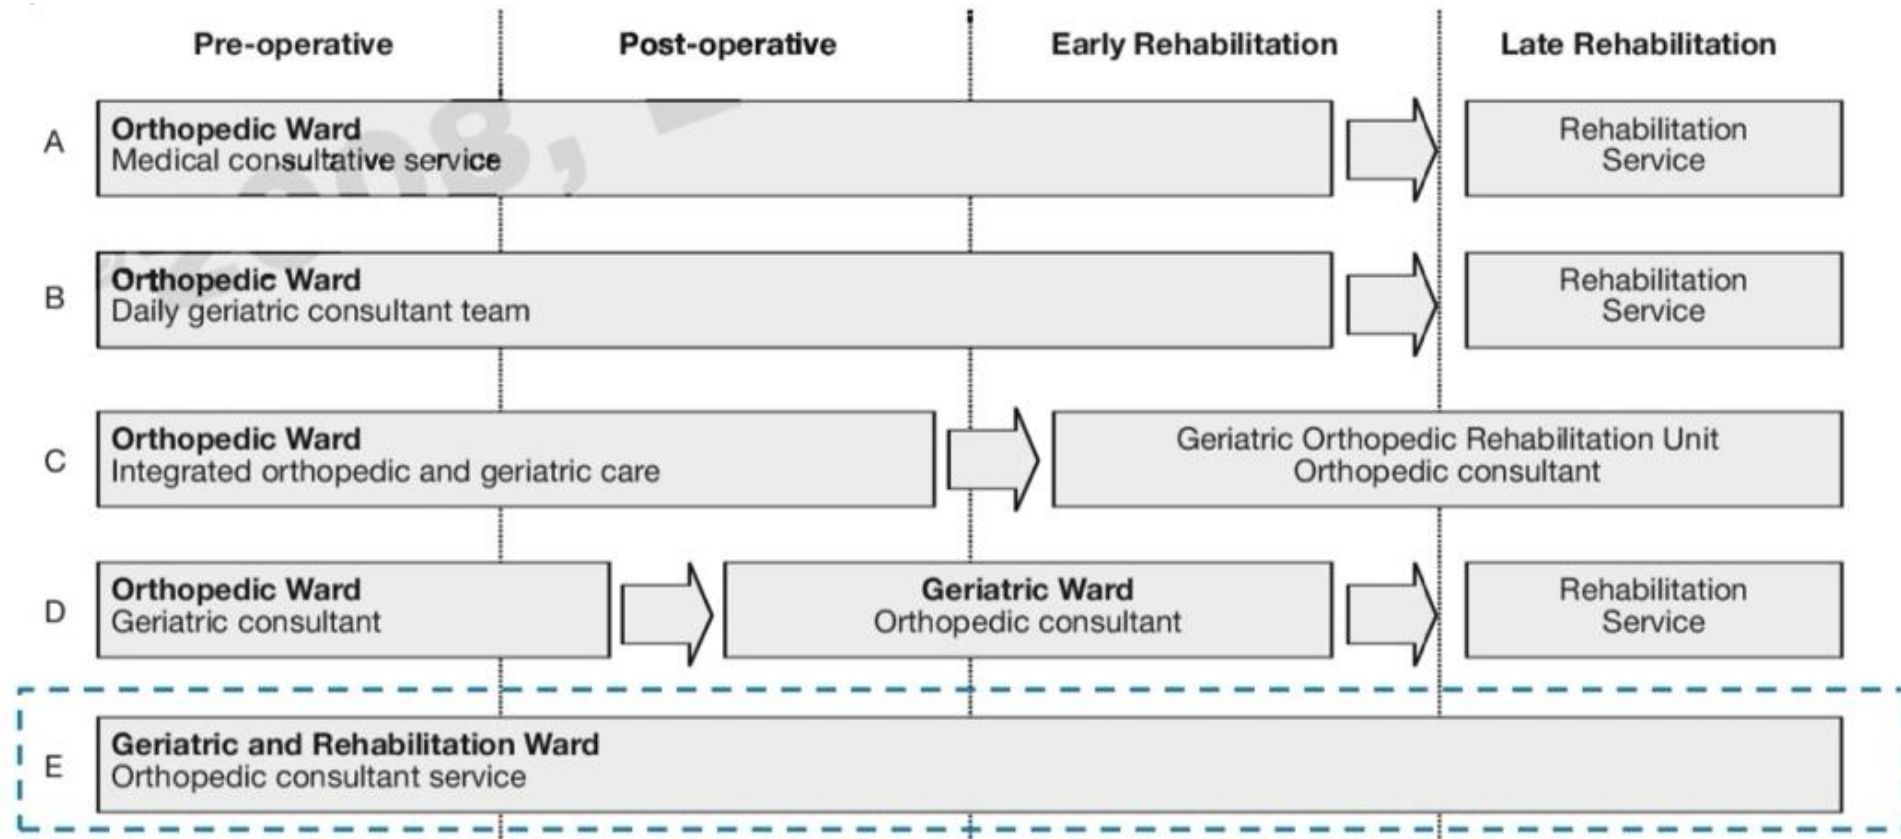 Pre-operative
Post-operative
Early Rehabilitation
Late Rehabilitation
A
Orthopedic Ward
Medical consultative service
Rehabilitation
Service
B
Orthopedic Ward
Daily geriatric consultant team
Rehabilitation
Service
C
Orthopedic Ward
Integrated orthopedic and geriatric care
Geriatric Orthopedic Rehabilitation Unit
Orthopedic consultant
D
Orthopedic Ward
Geriatric consultant
Geriatric Ward
Orthopedic consultant
Rehabilitation
Service
E
Geriatric and Rehabilitation Ward
Orthopedic consultant service